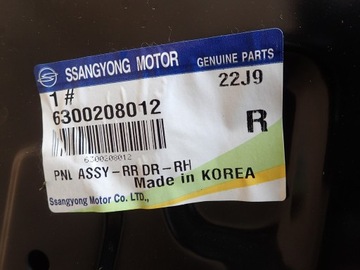 SSANGYONG MOTOR GENUINE PARTS
1# 22J9
6300208012 R
6300208012
PNL ASSY-RR DR-RH
Made in KOREA
Ssangyong Motor Co. LTD.,